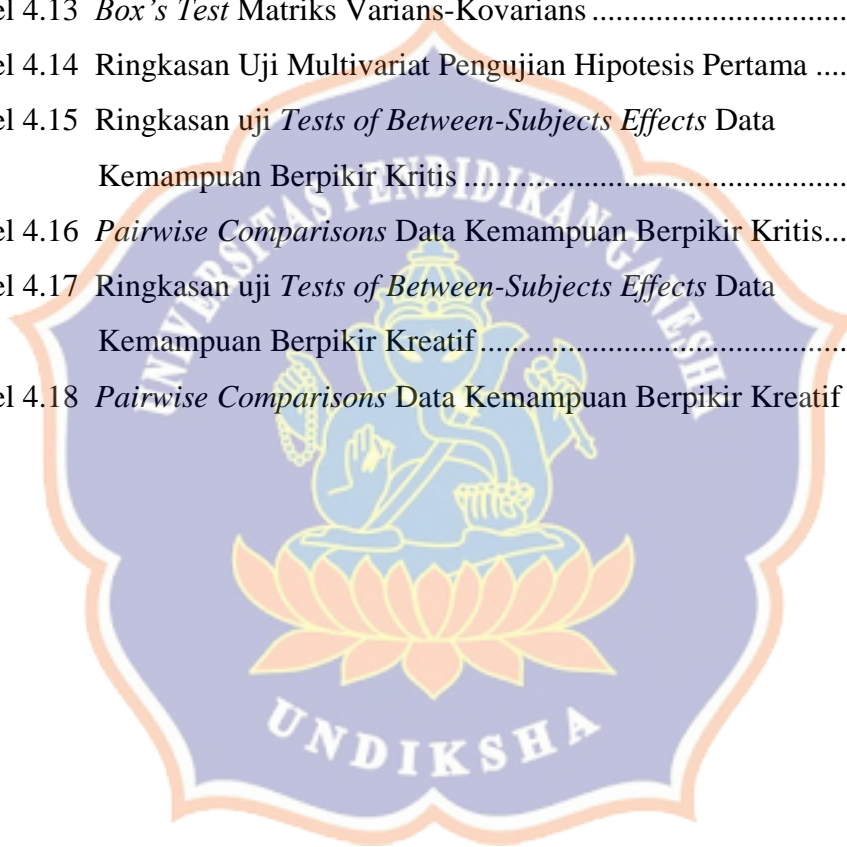 el 4.13 Box's Test Matriks Varians-Kovarians ................................
el 4.14 Ringkasan Uji Multivariat Pengujian Hipotesis Pertama ....
el 4.15 Ringkasan uji Tests of Between-Subjects Effects Data
Kemampuan Berpikir Kritis ................................................
el 4.16 Pairwise Comparisons Data Kemampuan Berpikir Kritis...
el 4.17 Ringkasan uji Tests of Between-Subjects Effects Data
Kemampuan Berpikir Kreatif ..............................................
el 4.18 Pairwise Comparisons Data Kemampuan Berpikir Kreatif
UNIVERSITAS PENDIDIKAN GANESHA
UNDIKSHA